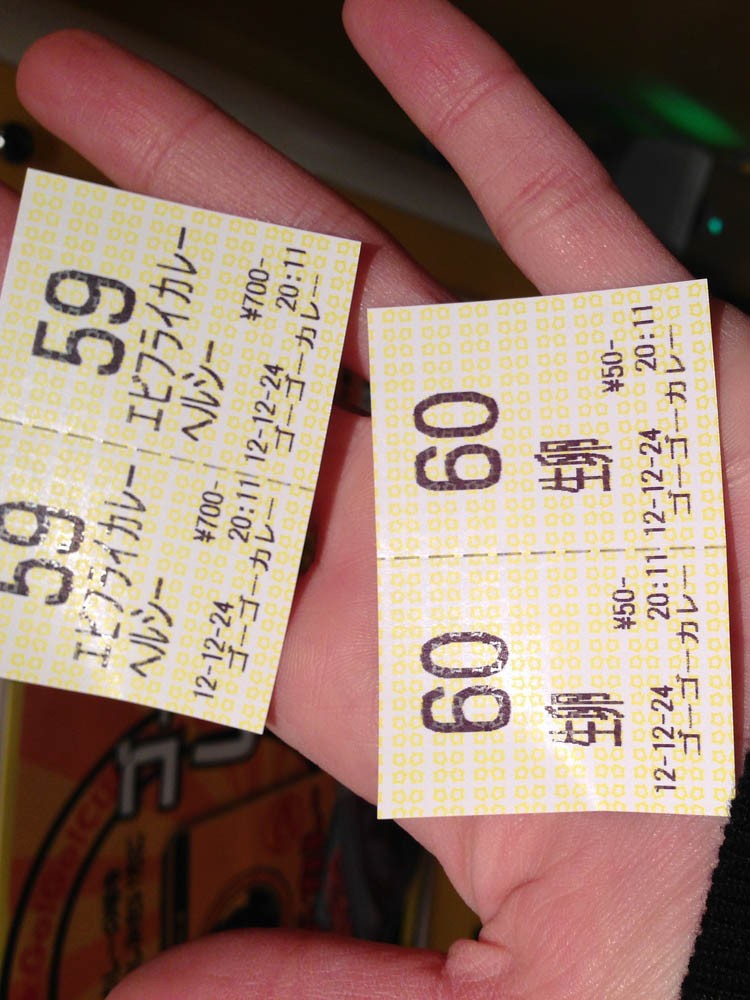 59
エビフライカレー
ヘルシー
¥700-
12-12-24 20:11
ゴーゴーカレー
59
エビフライカレー
ヘルシー
¥700-
12-12-24 20:11
ゴーゴーカレー
60
生卵
¥50-
12-12-24 20:11
ゴーゴーカレー
60
生卵
¥50-
12-12-24 20:11
ゴーゴーカレー